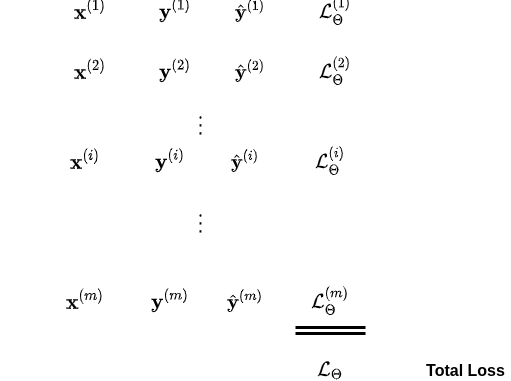 𝐱⁽¹⁾ 𝐲⁽¹⁾ 𝐲̂⁽¹⁾ ℒ_Θ^(1)
𝐱⁽²⁾ 𝐲⁽²⁾ 𝐲̂⁽²⁾ ℒ_Θ^(2)
⋮
𝐱⁽ⁱ⁾ 𝐲⁽ⁱ⁾ 𝐲̂⁽ⁱ⁾ ℒ_Θ^(i)
⋮
𝐱⁽ᵐ⁾ 𝐲⁽ᵐ⁾ 𝐲̂⁽ᵐ⁾ ℒ_Θ^(m)
ℒ_Θ Total Loss